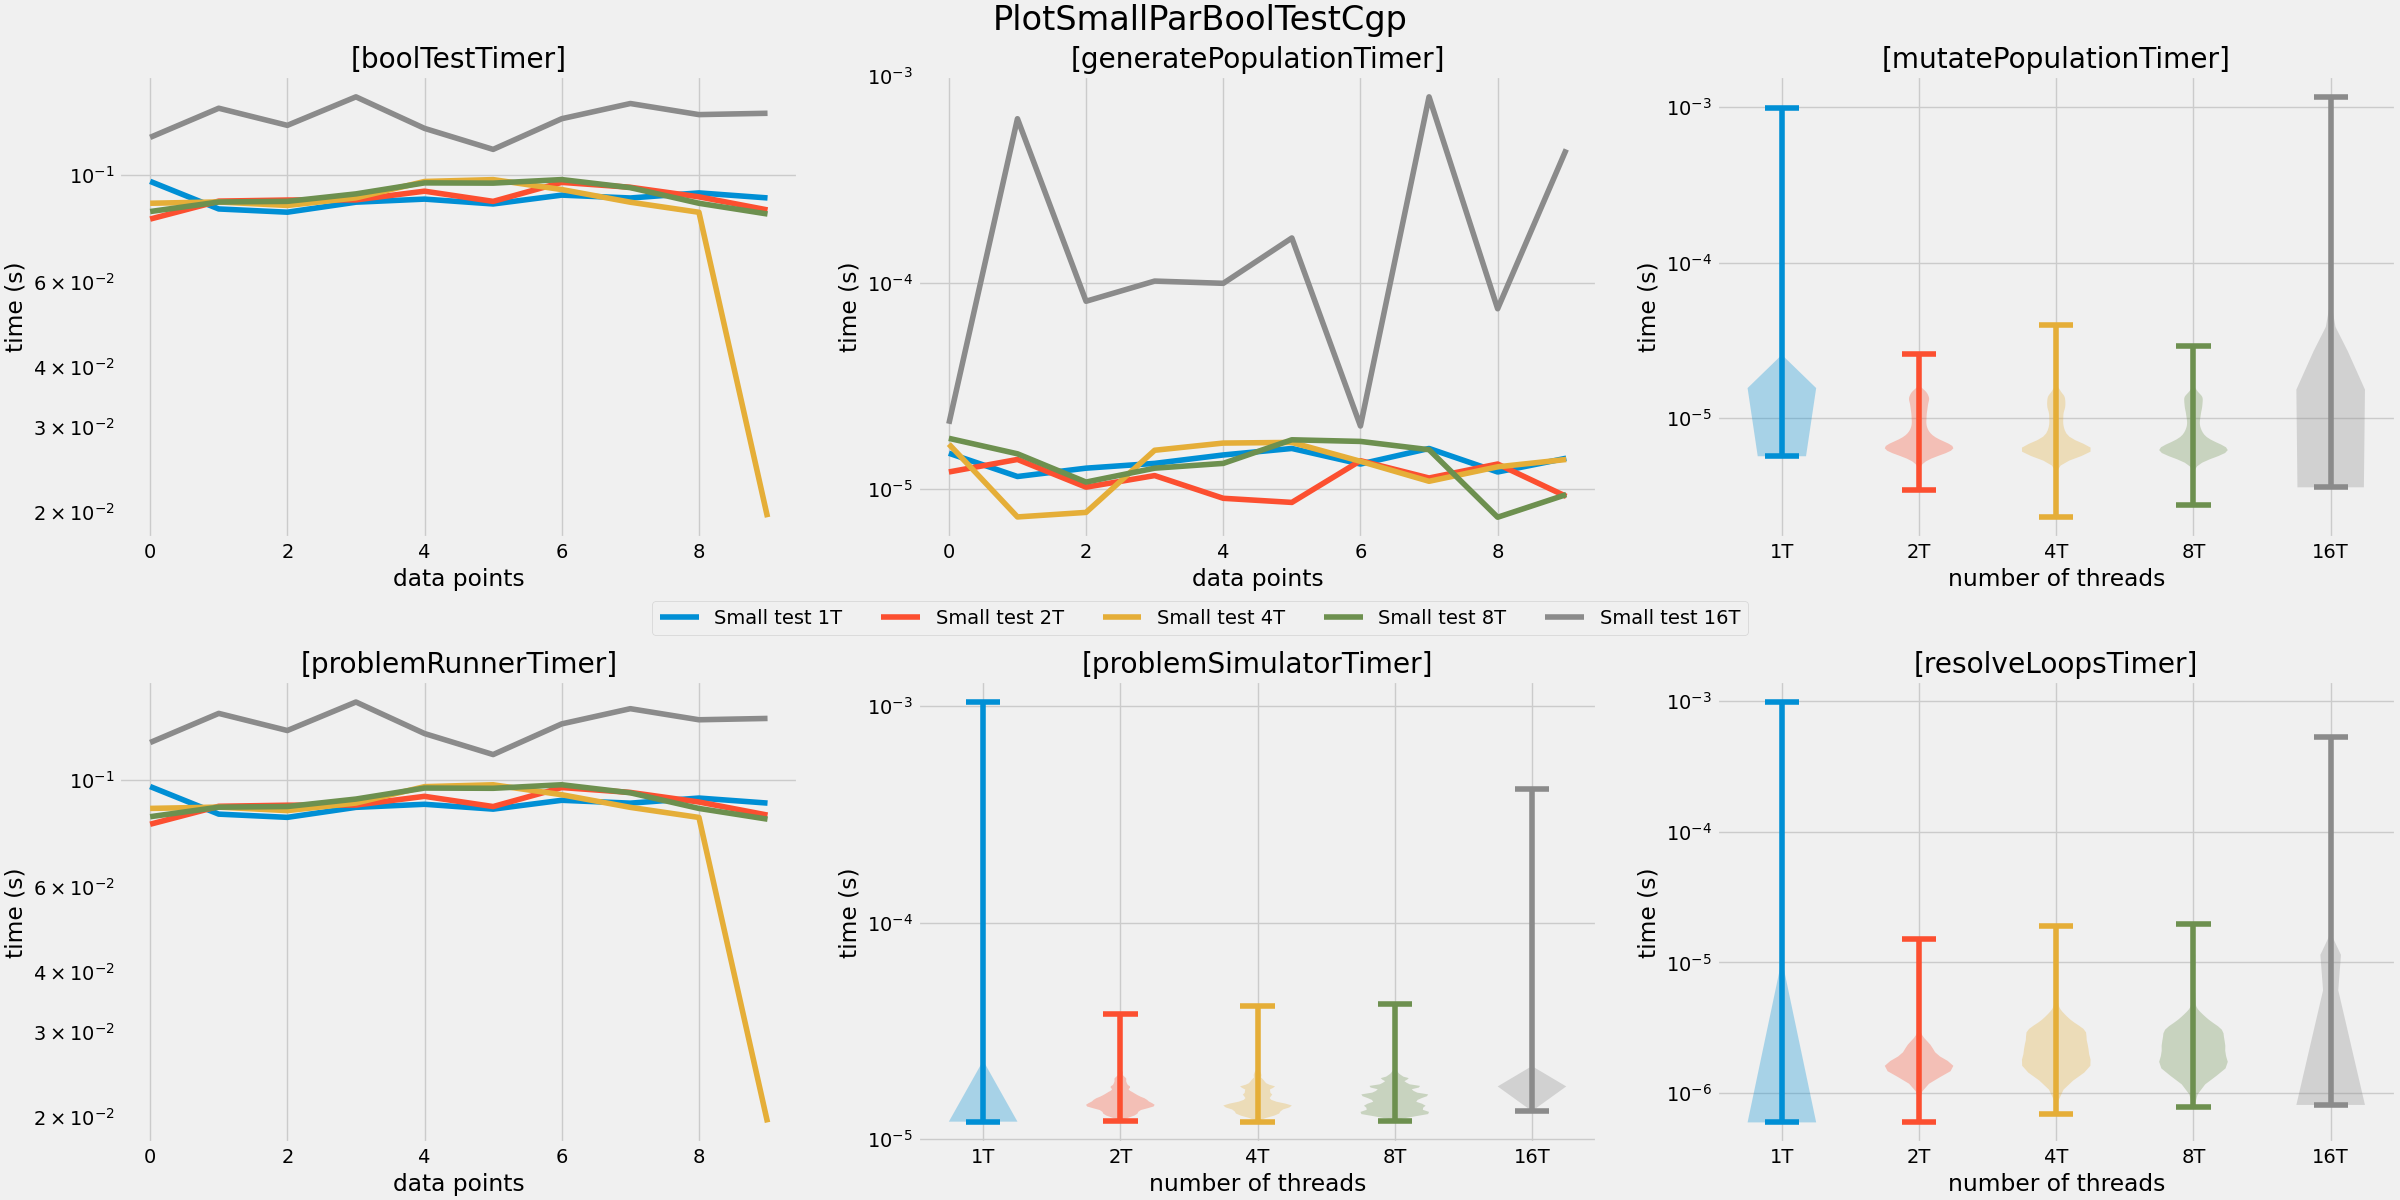 PlotSmallParBoolTestCgp
[boolTestTimer]
time (s)
10⁻¹
6 × 10⁻²
4 × 10⁻²
3 × 10⁻²
2 × 10⁻²
0 2 4 6 8
data points
[generatePopulationTimer]
time (s)
10⁻³
10⁻⁴
10⁻⁵
0 2 4 6 8
data points
[mutatePopulationTimer]
time (s)
10⁻³
10⁻⁴
10⁻⁵
1T 2T 4T 8T 16T
number of threads
Small test 1T Small test 2T Small test 4T Small test 8T Small test 16T
[problemRunnerTimer]
time (s)
10⁻¹
6 × 10⁻²
4 × 10⁻²
3 × 10⁻²
2 × 10⁻²
0 2 4 6 8
data points
[problemSimulatorTimer]
time (s)
10⁻³
10⁻⁴
10⁻⁵
1T 2T 4T 8T 16T
number of threads
[resolveLoopsTimer]
time (s)
10⁻³
10⁻⁴
10⁻⁵
10⁻⁶
1T 2T 4T 8T 16T
number of threads